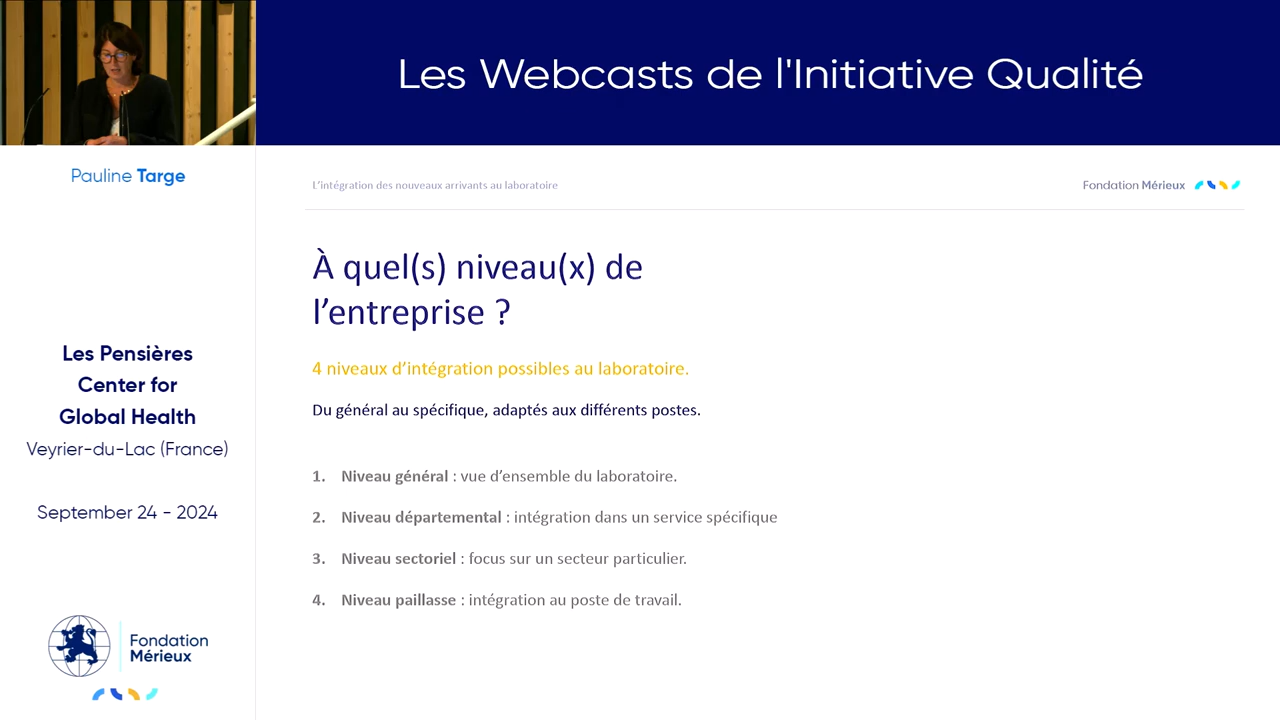 Les Webcasts de l'Initiative Qualité
Pauline Targe
Les Pensières
Center for
Global Health
Veyrier-du-Lac (France)
September 24 - 2024
Fondation
Mérieux
L’intégration des nouveaux arrivants au laboratoire
Fondation Mérieux
À quel(s) niveau(x) de
l’entreprise ?
4 niveaux d’intégration possibles au laboratoire.
Du général au spécifique, adaptés aux différents postes.
1. Niveau général : vue d’ensemble du laboratoire.
2. Niveau départemental : intégration dans un service spécifique
3. Niveau sectoriel : focus sur un secteur particulier.
4. Niveau paillasse : intégration au poste de travail.